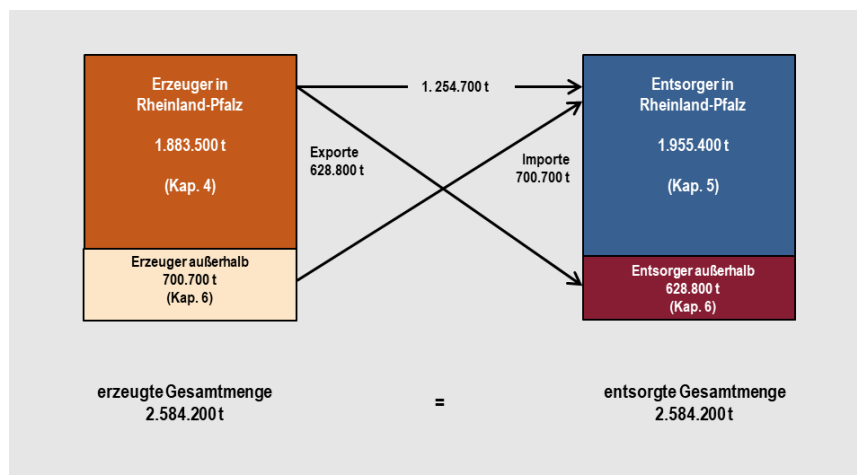 Erzeuger in
Rheinland-Pfalz
1.883.500 t
(Kap. 4)
Erzeuger außerhalb
700.700 t
(Kap. 6)
1. 254.700 t
Exporte
628.800 t
Importe
700.700 t
Entsorger in
Rheinland-Pfalz
1.955.400 t
(Kap. 5)
Entsorger außerhalb
628.800 t
(Kap. 6)
erzeugte Gesamtmenge
2.584.200 t
=
entsorgte Gesamtmenge
2.584.200 t